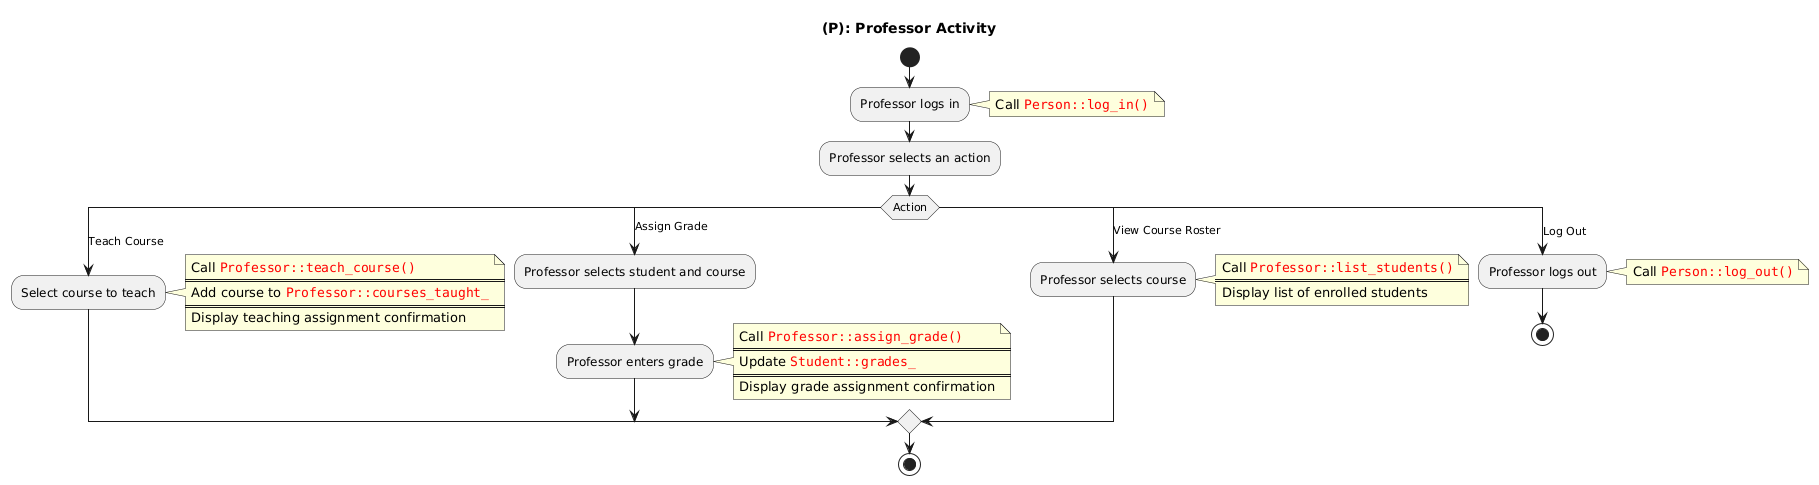 (P): Professor Activity
Professor logs in
Call Person::log_in()
Professor selects an action
Action
Teach Course
Select course to teach
Call Professor::teach_course()
Add course to Professor::courses_taught_
Display teaching assignment confirmation
Assign Grade
Professor selects student and course
Professor enters grade
Call Professor::assign_grade()
Update Student::grades_
Display grade assignment confirmation
View Course Roster
Professor selects course
Call Professor::list_students()
Display list of enrolled students
Log Out
Professor logs out
Call Person::log_out()